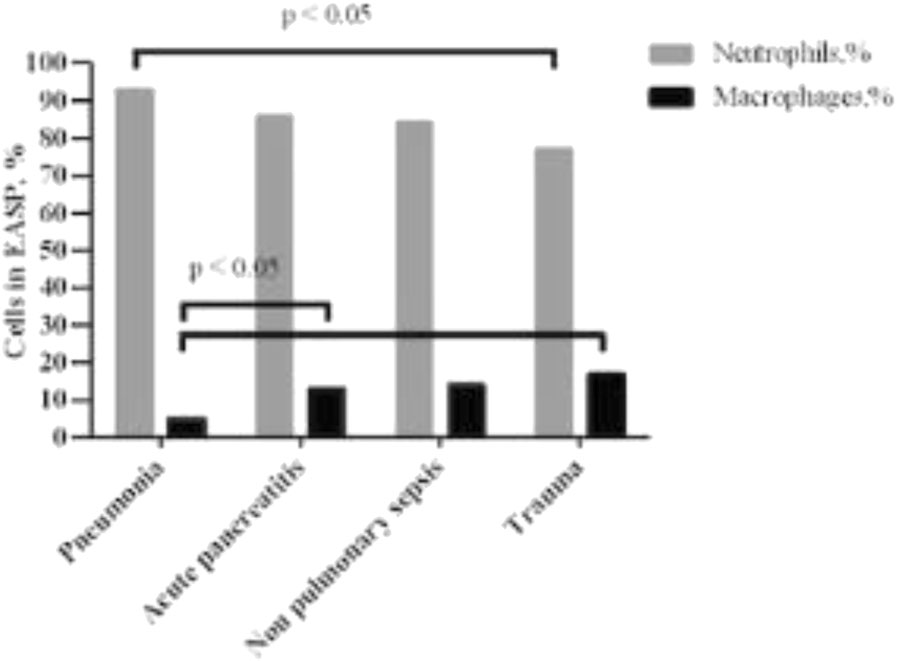 p < 0.05
Neutrophils,%
Macrophages,%
Cells in EASP, %
100
90
80
70
60
50
40
30
20
10
0
p < 0.05
Pneumonia
Acute pancreatitis
Non pulmonary sepsis
Trauma